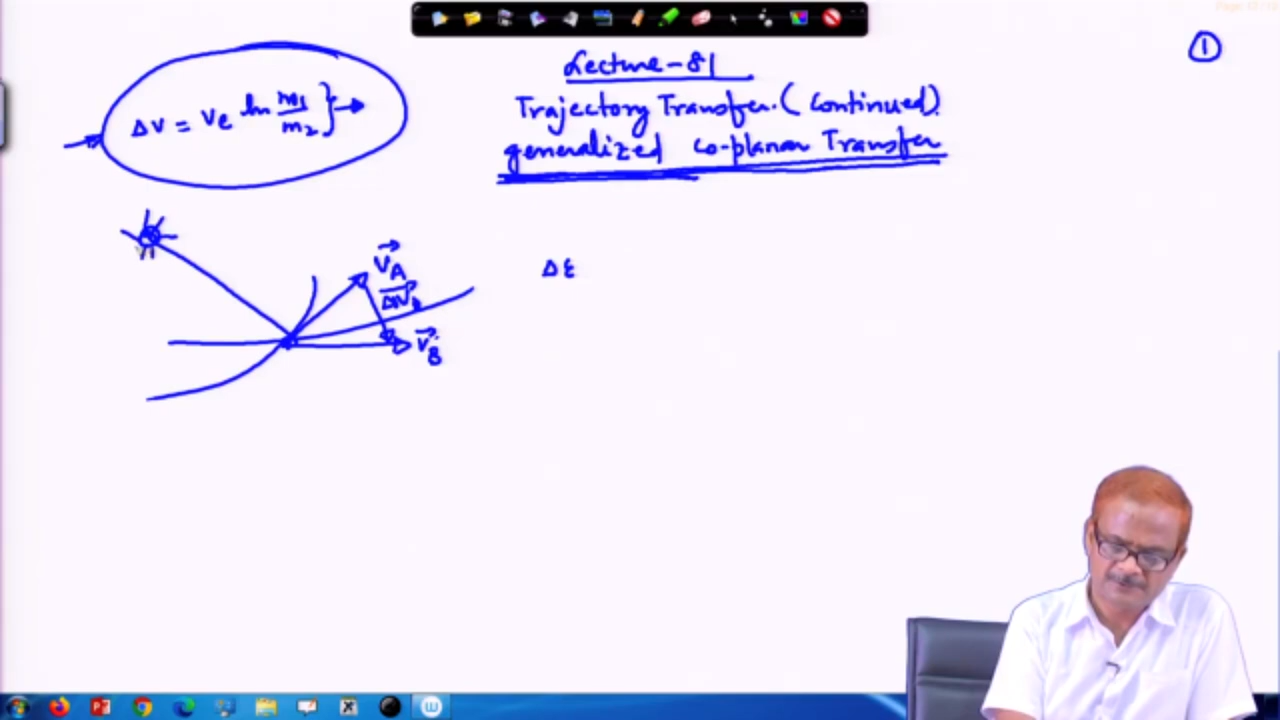 Lecture-81
①
Trajectory Transfer. (Continued).
generalized co-planar Transfer
ΔV = Ve ln m1/m2 } →
V⃗A
ΔV⃗
V⃗B
ΔE